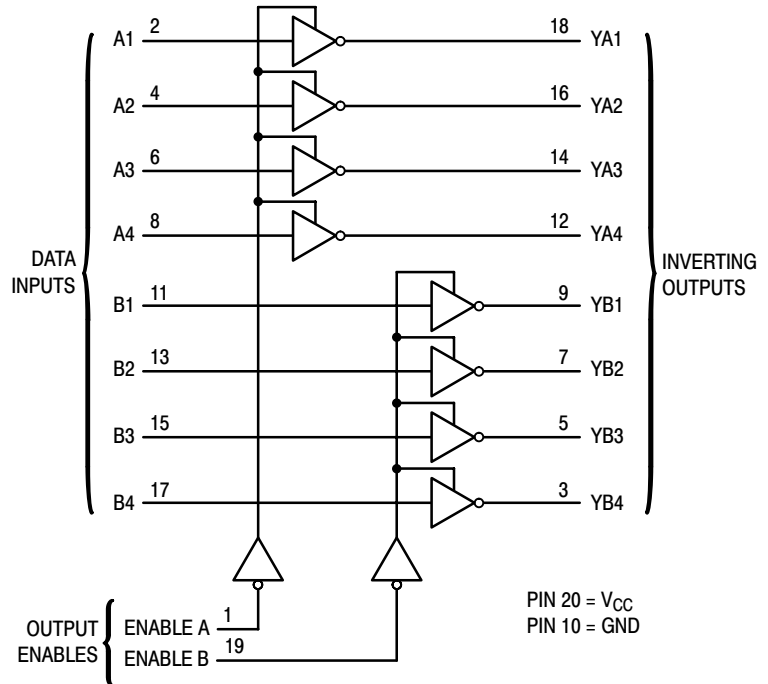 A1 2 18 YA1
A2 4 16 YA2
A3 6 14 YA3
A4 8 12 YA4
DATA
INPUTS
INVERTING
OUTPUTS
B1 11 9 YB1
B2 13 7 YB2
B3 15 5 YB3
B4 17 3 YB4
OUTPUT
ENABLES
ENABLE A 1
ENABLE B 19
PIN 20 = VCC
PIN 10 = GND